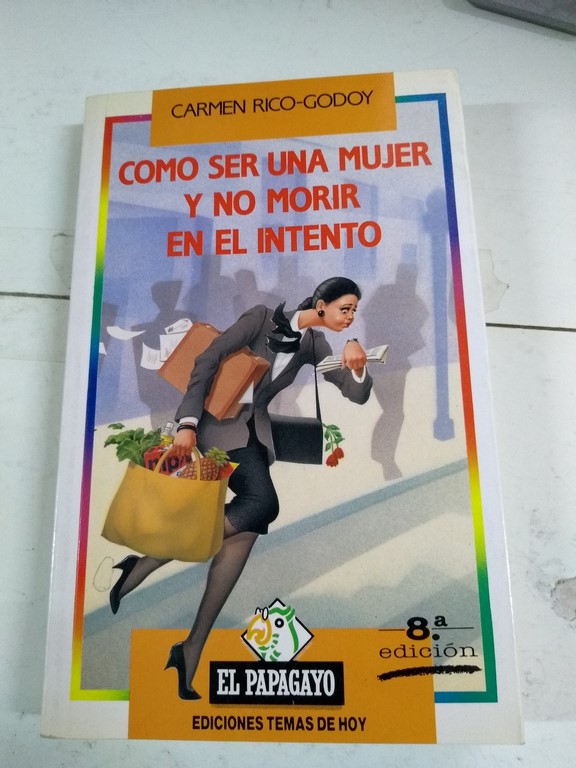 CARMEN RICO-GODOY
COMO SER UNA MUJER
Y NO MORIR
EN EL INTENTO
8.ª
edición
EL PAPAGAYO
EDICIONES TEMAS DE HOY